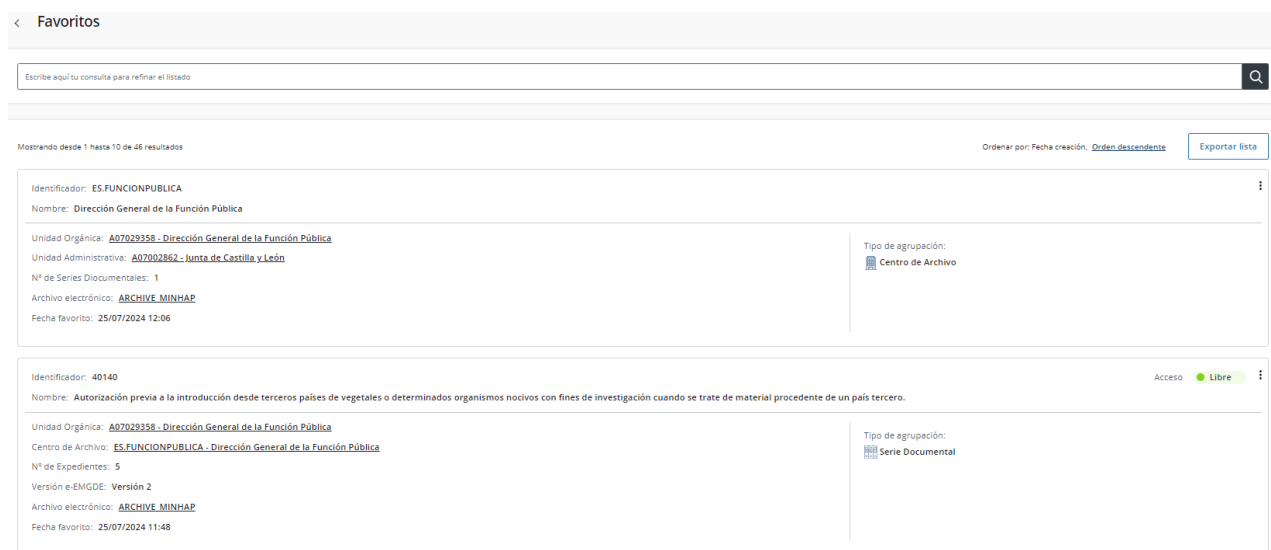 Favoritos
Escribe aquí tu consulta para refinar el listado
Mostrando desde 1 hasta 10 de 46 resultados
Ordenar por: Fecha creación, Orden descendente
Exportar lista
Identificador: ES.FUNCIONPUBLICA
Nombre: Dirección General de la Función Pública
Unidad Orgánica: A07029358 - Dirección General de la Función Pública
Unidad Administrativa: A07002862 - Junta de Castilla y León
Nº de Series Diocumentales: 1
Archivo electrónico: ARCHIVE_MINHAP
Fecha favorito: 25/07/2024 12:06
Tipo de agrupación:
Centro de Archivo
Identificador: 40140
Acceso Libre
Nombre: Autorización previa a la introducción desde terceros países de vegetales o determinados organismos nocivos con fines de investigación cuando se trate de material procedente de un país tercero.
Unidad Orgánica: A07029358 - Dirección General de la Función Pública
Centro de Archivo: ES.FUNCIONPUBLICA - Dirección General de la Función Pública
Nº de Expedientes: 5
Versión e-EMGDE: Versión 2
Archivo electrónico: ARCHIVE_MINHAP
Fecha favorito: 25/07/2024 11:48
Tipo de agrupación:
Serie Documental